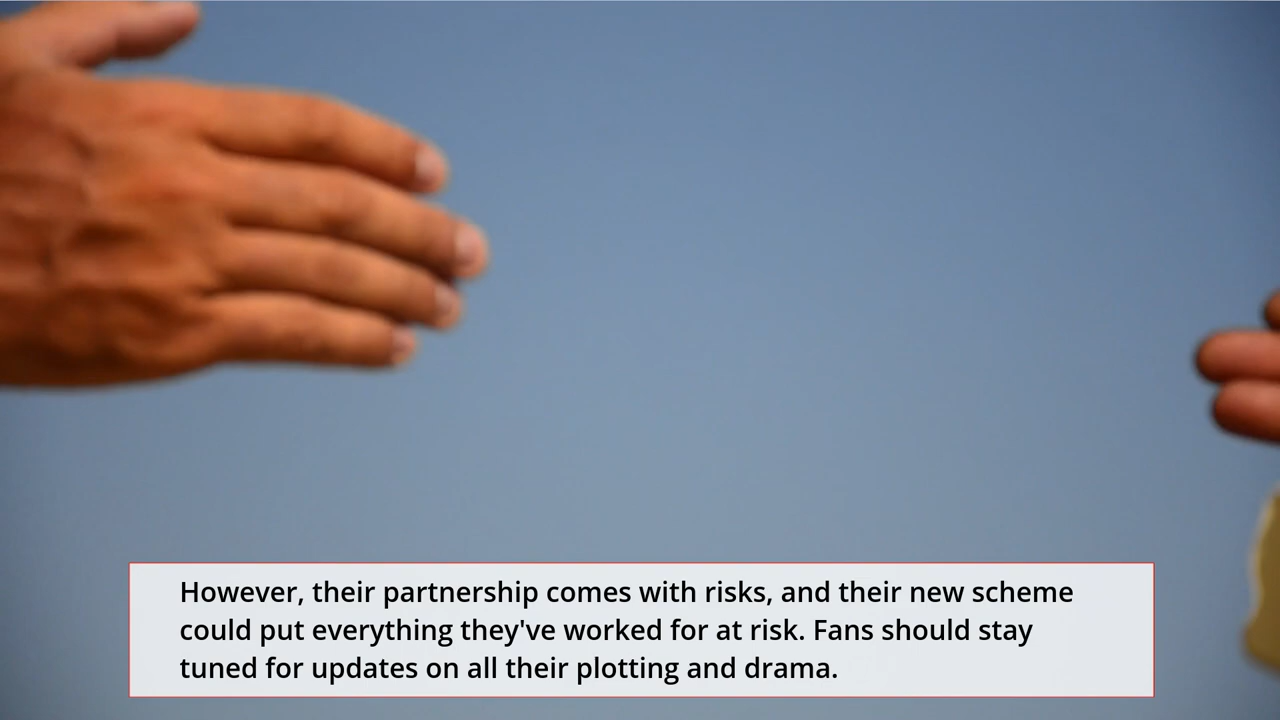 However, their partnership comes with risks, and their new scheme
could put everything they've worked for at risk. Fans should stay
tuned for updates on all their plotting and drama.